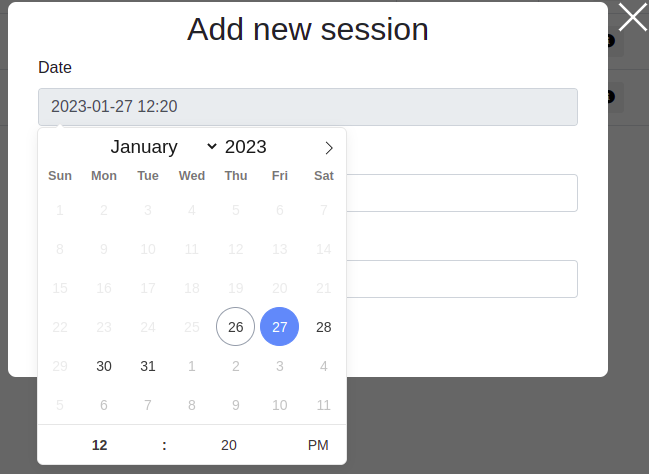 Add new session
Date
2023-01-27 12:20
January 2023
Sun Mon Tue Wed Thu Fri Sat
1 2 3 4 5 6 7
8 9 10 11 12 13 14
15 16 17 18 19 20 21
22 23 24 25 26 27 28
29 30 31 1 2 3 4
5 6 7 8 9 10 11
12 : 20 PM